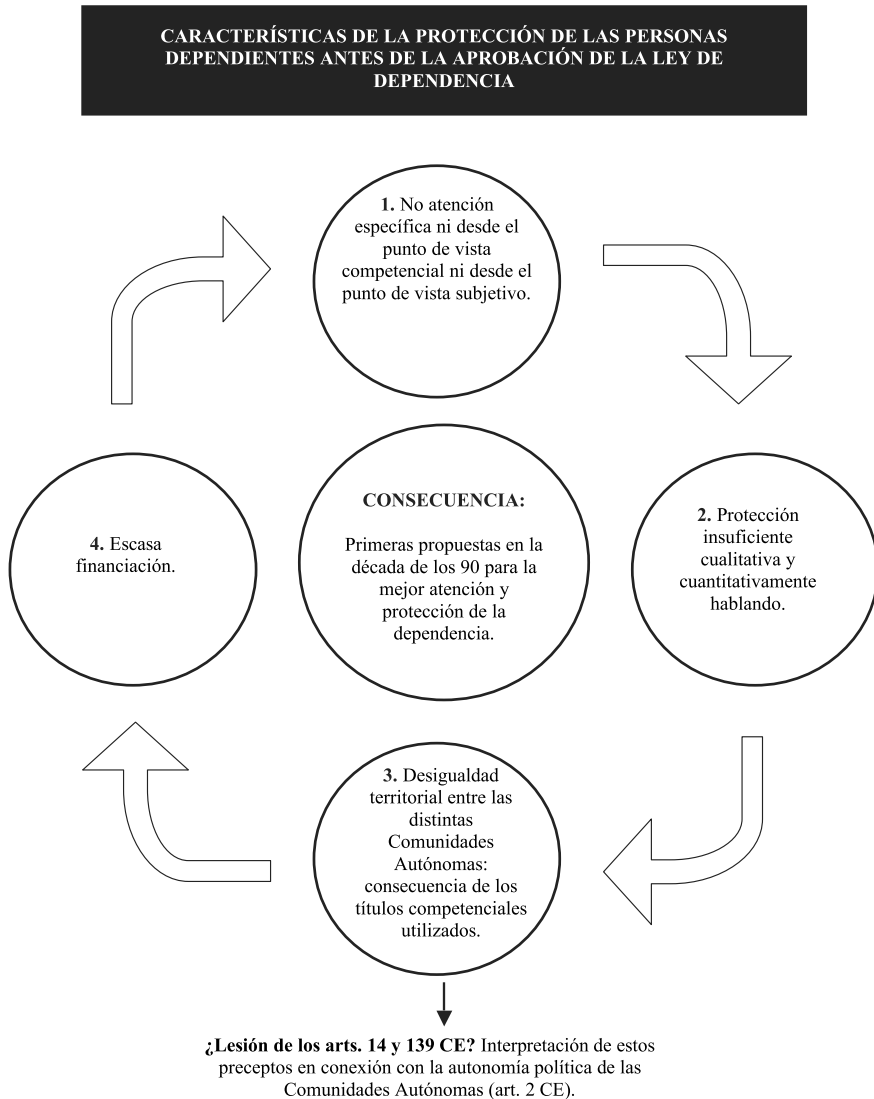 CARACTERÍSTICAS DE LA PROTECCIÓN DE LAS PERSONAS
DEPENDIENTES ANTES DE LA APROBACIÓN DE LA LEY DE
DEPENDENCIA
1. No atención
específica ni desde el
punto de vista
competencial ni desde el
punto de vista subjetivo.
CONSECUENCIA:
Primeras propuestas en la
década de los 90 para la
mejor atención y
protección de la
dependencia.
2. Protección
insuficiente
cualitativa y
cuantitativamente
hablando.
3. Desigualdad
territorial entre las
distintas
Comunidades
Autónomas:
consecuencia de los
títulos competenciales
utilizados.
4. Escasa
financiación.
¿Lesión de los arts. 14 y 139 CE? Interpretación de estos
preceptos en conexión con la autonomía política de las
Comunidades Autónomas (art. 2 CE).